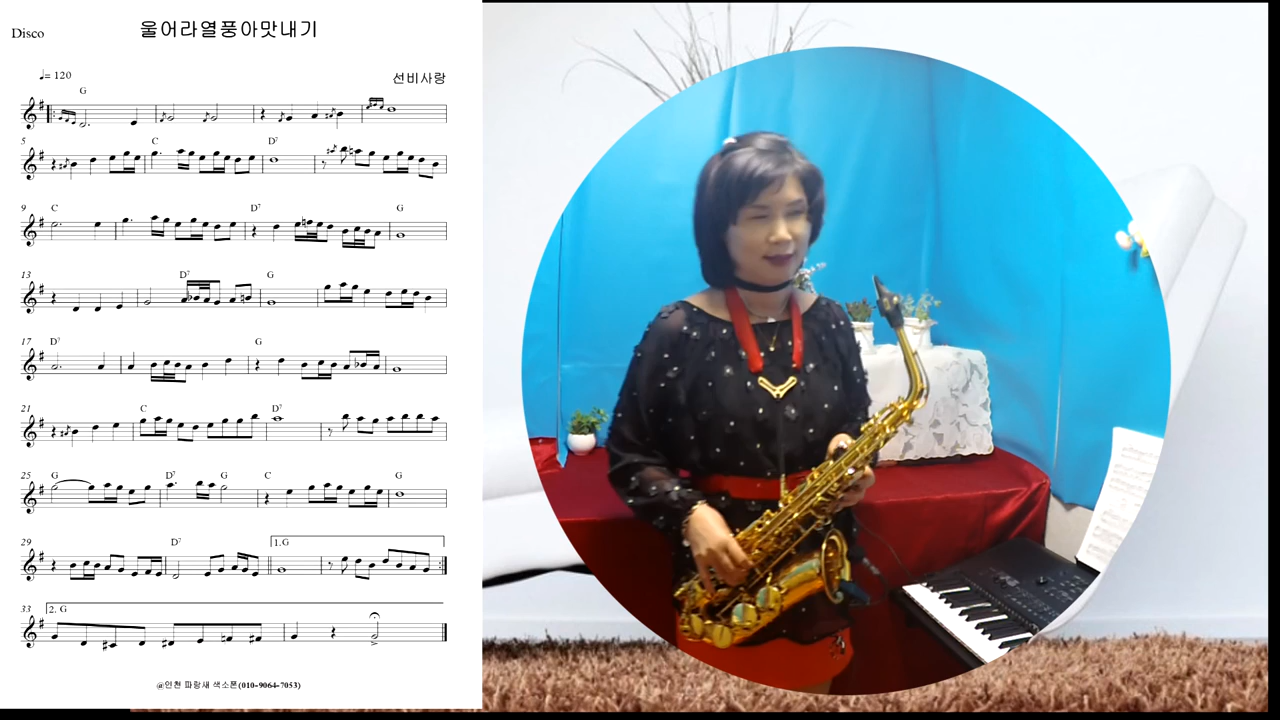 울어라열풍아맛내기
Disco
♩= 120
선비사랑
G
5 C D7
9 C D7 G
13 D7 G
17 D7 G
21 C D7
25 G D7 G C G
29 D7 1.G
33 2. G
@인천 파랑새 색소폰(010-9064-7053)